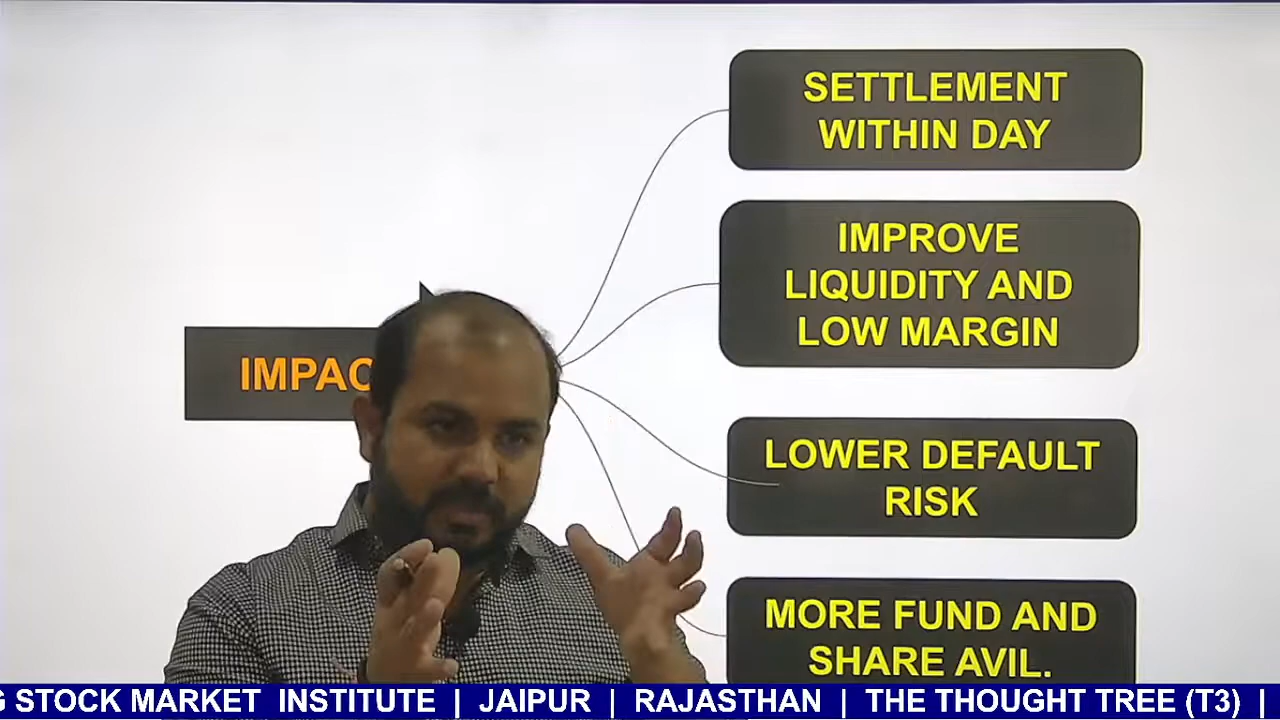 SETTLEMENT
WITHIN DAY
IMPROVE
LIQUIDITY AND
LOW MARGIN
IMPAC
LOWER DEFAULT
RISK
MORE FUND AND
SHARE AVIL.
G STOCK MARKET INSTITUTE | JAIPUR | RAJASTHAN | THE THOUGHT TREE (T3) |